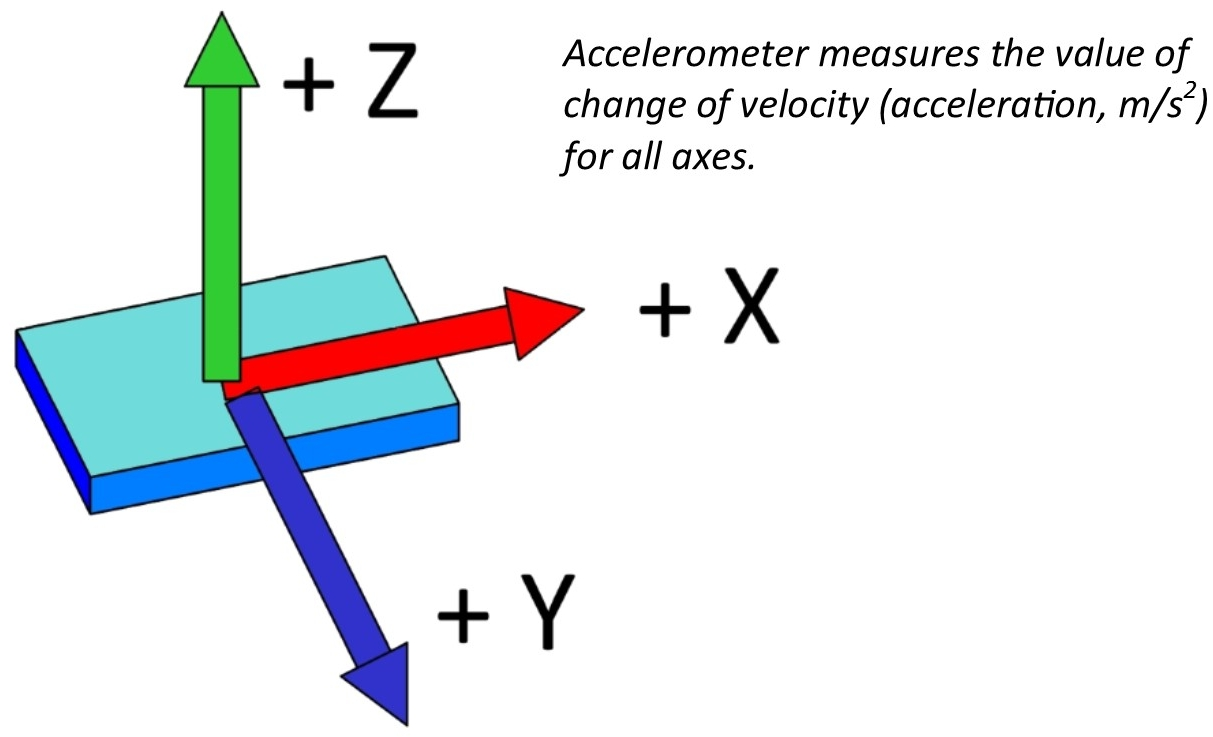 + Z
Accelerometer measures the value of
change of velocity (acceleration, m/s²)
for all axes.
+ X
+ Y